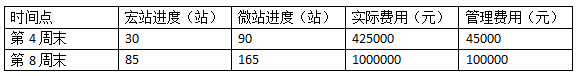 时间点 宏站进度（站） 微站进度（站） 实际费用（元） 管理费用（元）
第 4 周末 30 90 425000 45000
第 8 周末 85 165 1000000 100000